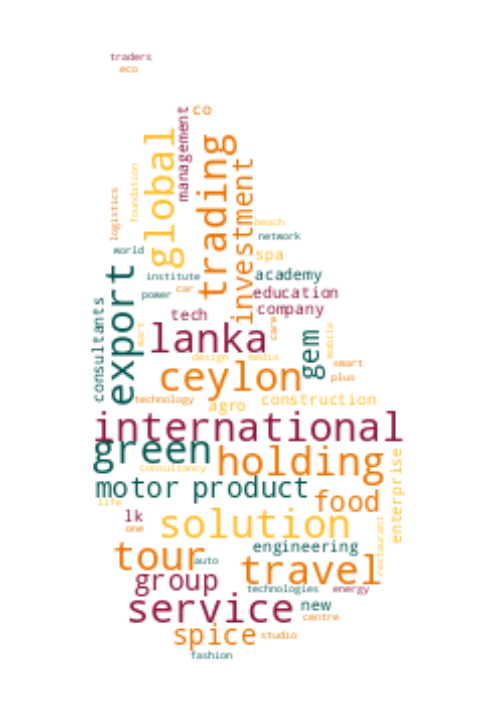 traders
eco
co
management
global
trading
investment
foundation
logistics
beach
network
world
spa
institute
academy
car
power
education
company
export
consultants
tech
care
mart
lanka
gem
mobile
design
media
smart
ceylon
plus
technology
agro
construction
international
green
holding
consultancy
enterprise
motor
product
food
life
lk
one
solution
restaurant
engineering
tour
auto
travel
group
technologies
energy
service
new
centre
spice
studio
fashion